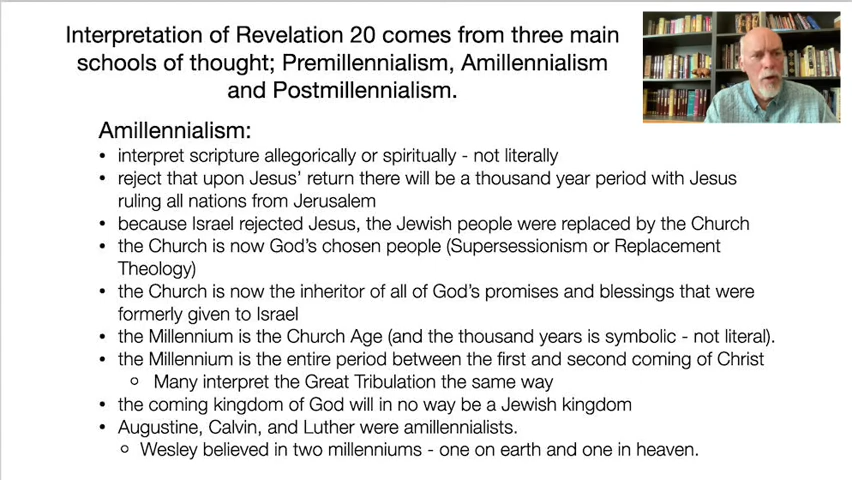 Interpretation of Revelation 20 comes from three main
schools of thought; Premillennialism, Amillennialism
and Postmillennialism.
Amillennialism:
• interpret scripture allegorically or spiritually - not literally
• reject that upon Jesus’ return there will be a thousand year period with Jesus
ruling all nations from Jerusalem
• because Israel rejected Jesus, the Jewish people were replaced by the Church
• the Church is now God’s chosen people (Supersessionism or Replacement
Theology)
• the Church is now the inheritor of all of God’s promises and blessings that were
formerly given to Israel
• the Millennium is the Church Age (and the thousand years is symbolic - not literal).
• the Millennium is the entire period between the first and second coming of Christ
○ Many interpret the Great Tribulation the same way
• the coming kingdom of God will in no way be a Jewish kingdom
• Augustine, Calvin, and Luther were amillennialists.
○ Wesley believed in two millenniums - one on earth and one in heaven.